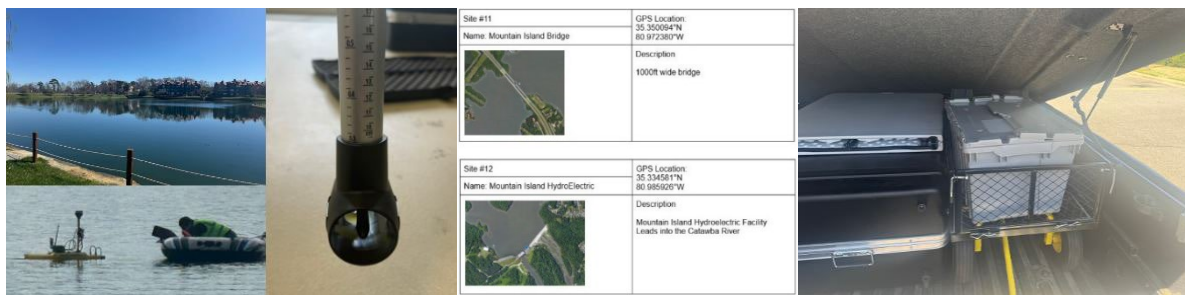 Site #11
GPS Location:
35.350094"N
80.972380"W
Name: Mountain Island Bridge
Description
1000ft wide bridge
Site #12
GPS Location:
35.334581"N
80.985926"W
Name: Mountain Island HydroElectric
Description
Mountain Island Hydroelectric Facility
Leads into the Catawba River